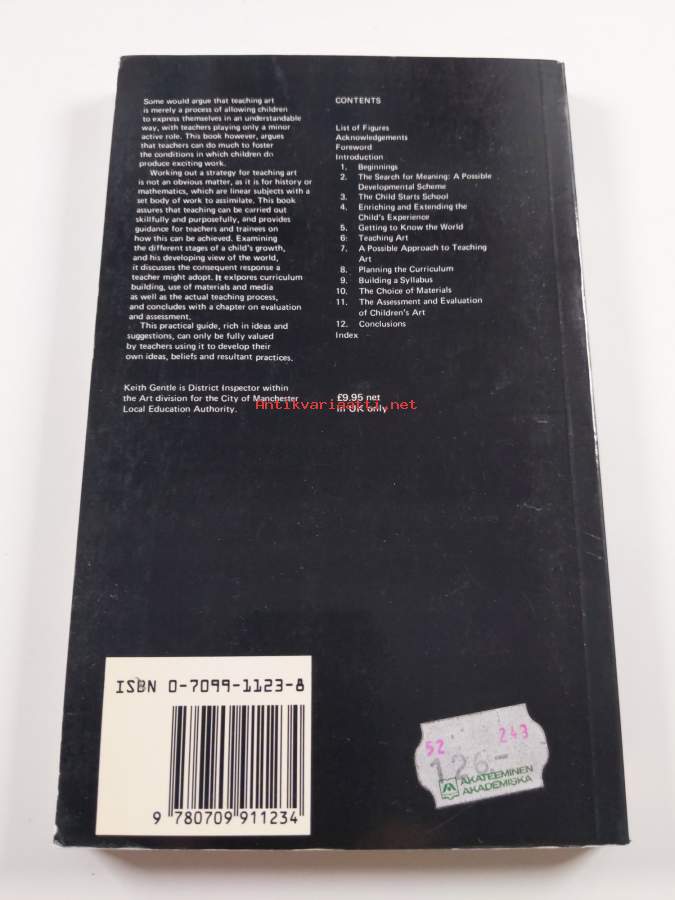 Some would argue that teaching art
is merely a process of allowing children
to express themselves in an understandable
way, with teachers playing only a minor
active role. This book however, argues
that teachers can do much to foster
the conditions in which children do
produce exciting work.
Working out a strategy for teaching art
is not an obvious matter, as it is for history or
mathematics, which are linear subjects with a
set body of work to assimilate. This book
assures that teaching can be carried out
skillfully and purposefully, and provides
guidance for teachers and trainees on
how this can be achieved. Examining
the different stages of a child's growth,
and his developing view of the world,
it discusses the consequent response a
teacher might adopt. It exlpores curriculum
building, use of materials and media
as well as the actual teaching process,
and concludes with a chapter on evaluation
and assessment.
This practical guide, rich in ideas and
suggestions, can only be fully valued
by teachers using it to develop their
own ideas, beliefs and resultant practices.
Keith Gentle is District Inspector within
the Art division for the City of Manchester
Local Education Authority.
CONTENTS
List of Figures
Acknowledgements
Foreword
Introduction
1. Beginnings
2. The Search for Meaning: A Possible
Developmental Scheme
3. The Child Starts School
4. Enriching and Extending the
Child's Experience
5. Getting to Know the World
6: Teaching Art
7. A Possible Approach to Teaching
Art
8. Planning the Curriculum
9. Building a Syllabus
10. The Choice of Materials
11. The Assessment and Evaluation
of Children's Art
12. Conclusions
Index
£9.95 net
in UK only
Antikvariaatti.net
ISBN 0-7099-1123-8
9 780709 911234
52 243
126.—
AKATEEMINEN
AKADEMISKA